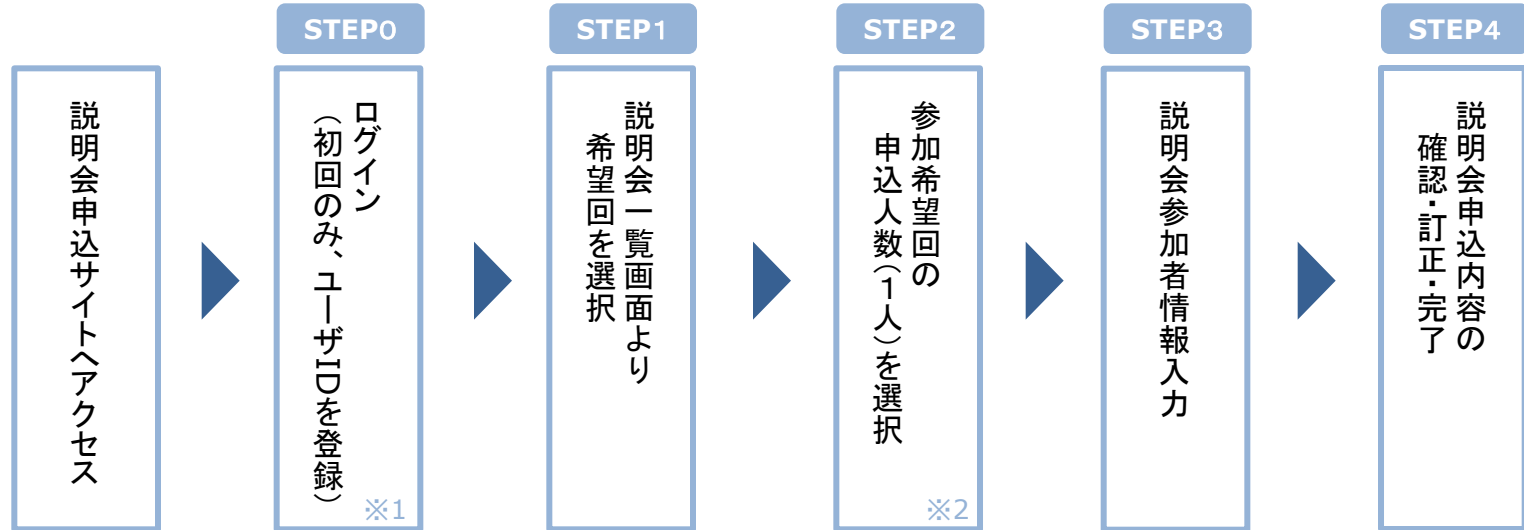 説明会申込サイトへアクセス
STEP0
ログイン
（初回のみ、ユーザIDを登録）
※1
STEP1
説明会一覧画面より
希望回を選択
STEP2
参加希望回の
申込人数（1人）を選択
※2
STEP3
説明会参加者情報入力
STEP4
説明会申込内容の
確認・訂正・完了